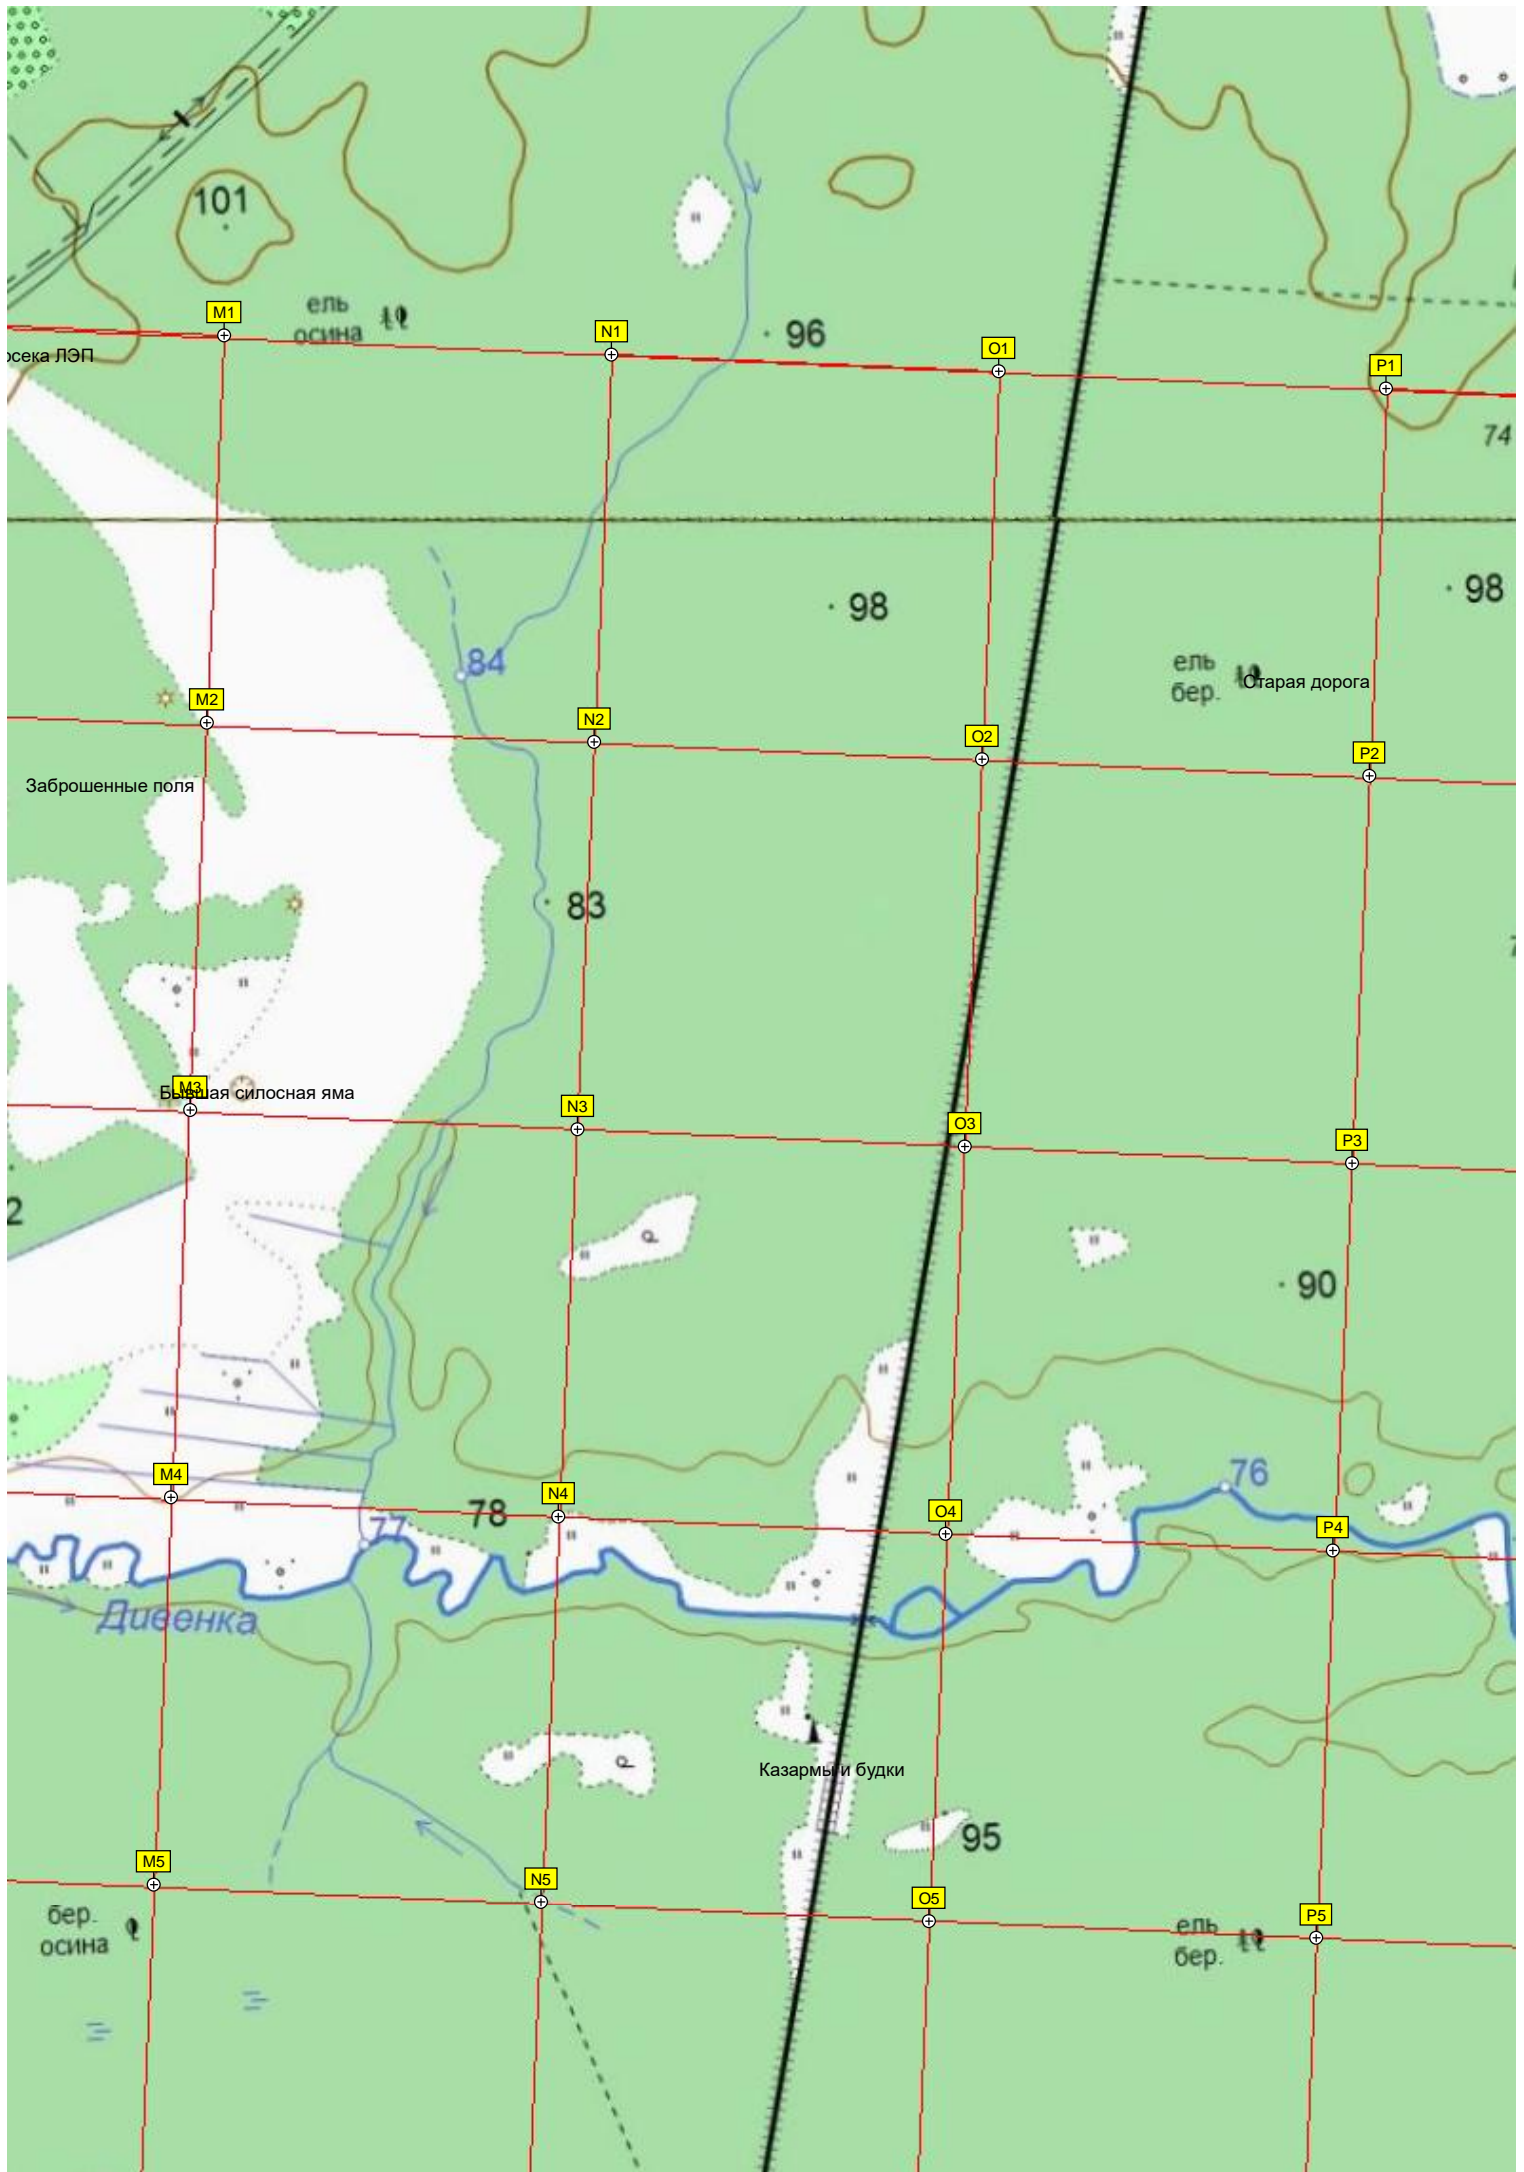 101
M1
ель
осина
N1
96
O1
P1
осека ЛЭП
74
98
98
84
ель
бер.
Старая дорога
M2
N2
O2
P2
Заброшенные поля
83
M3
Бывшая силосная яма
N3
O3
P3
2
90
M4
78
N4
O4
76
P4
77
Дивенка
Казармы и будки
95
M5
N5
O5
P5
бер.
осина
ель
бер.